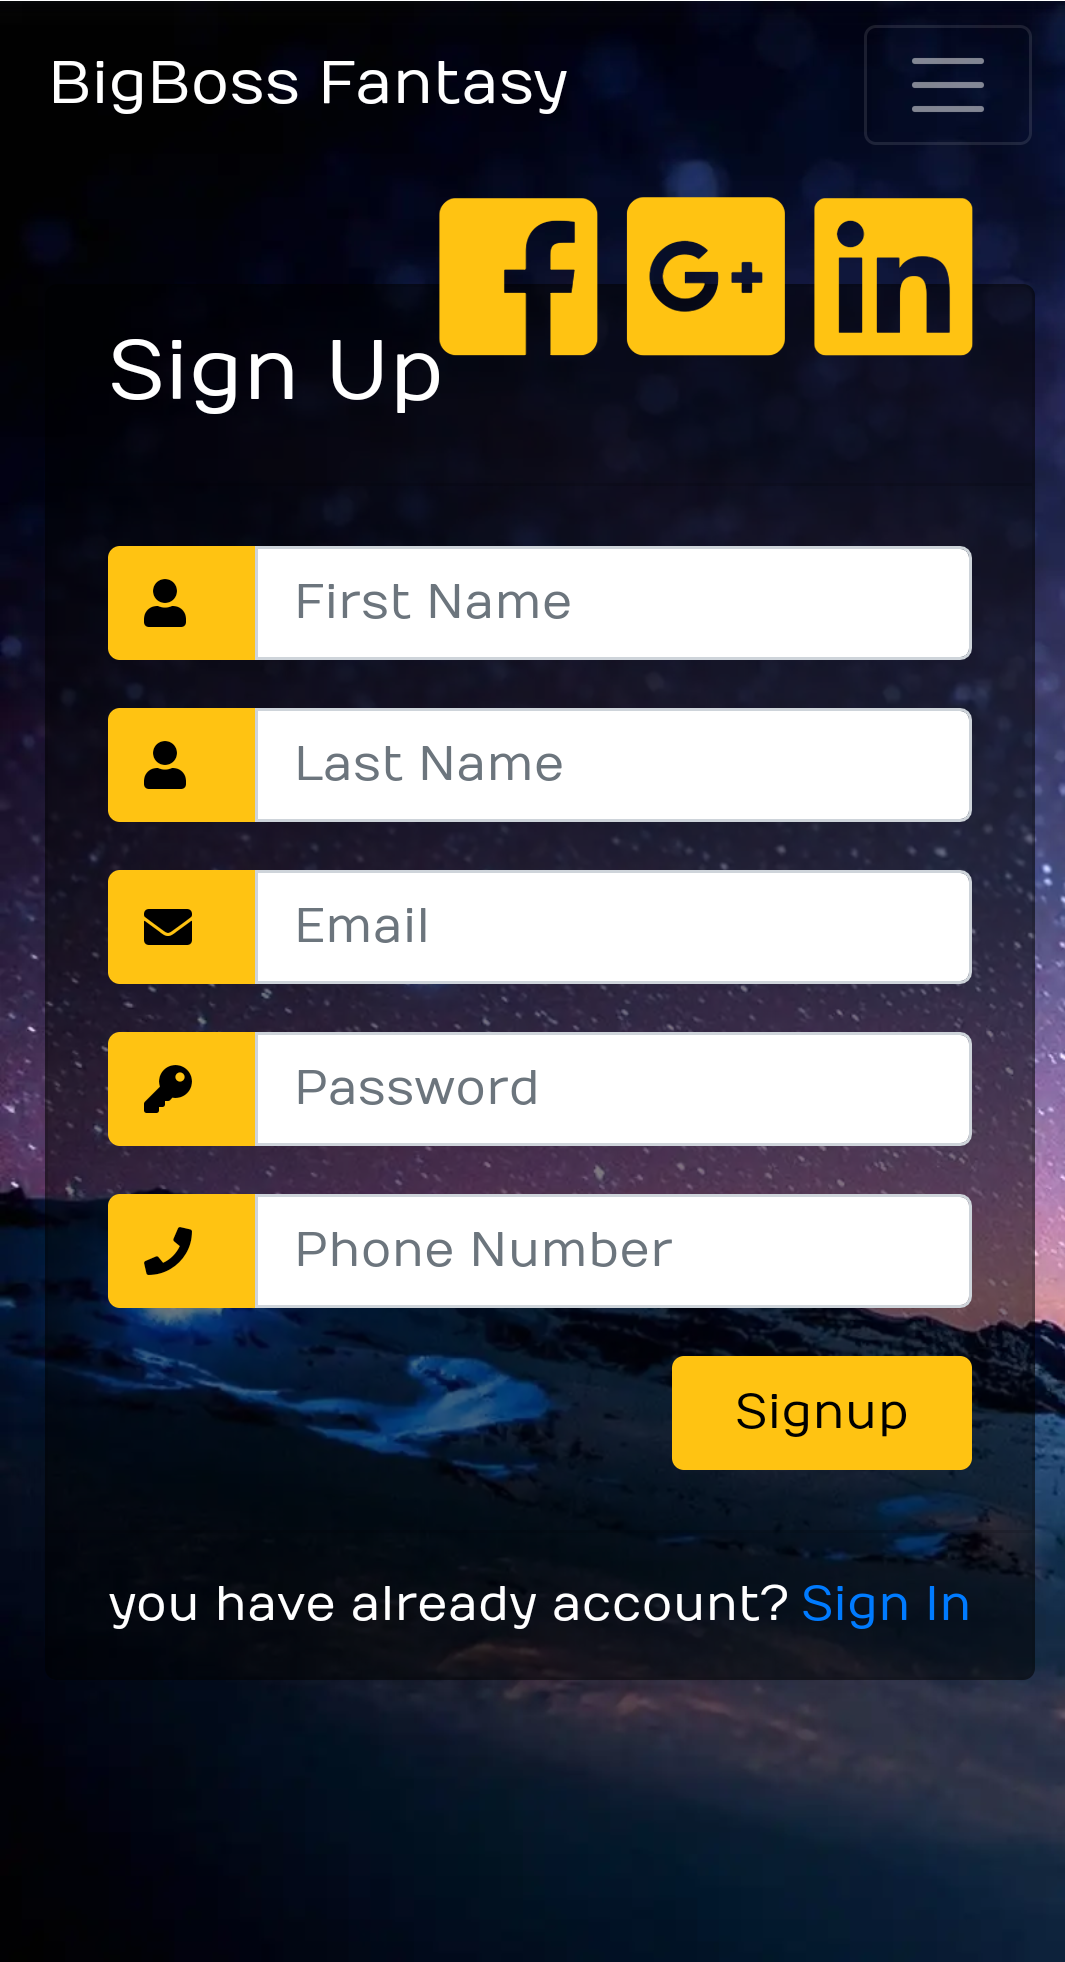 BigBoss Fantasy
f G+ in
Sign Up
First Name
Last Name
Email
Password
Phone Number
Signup
you have already account? Sign In